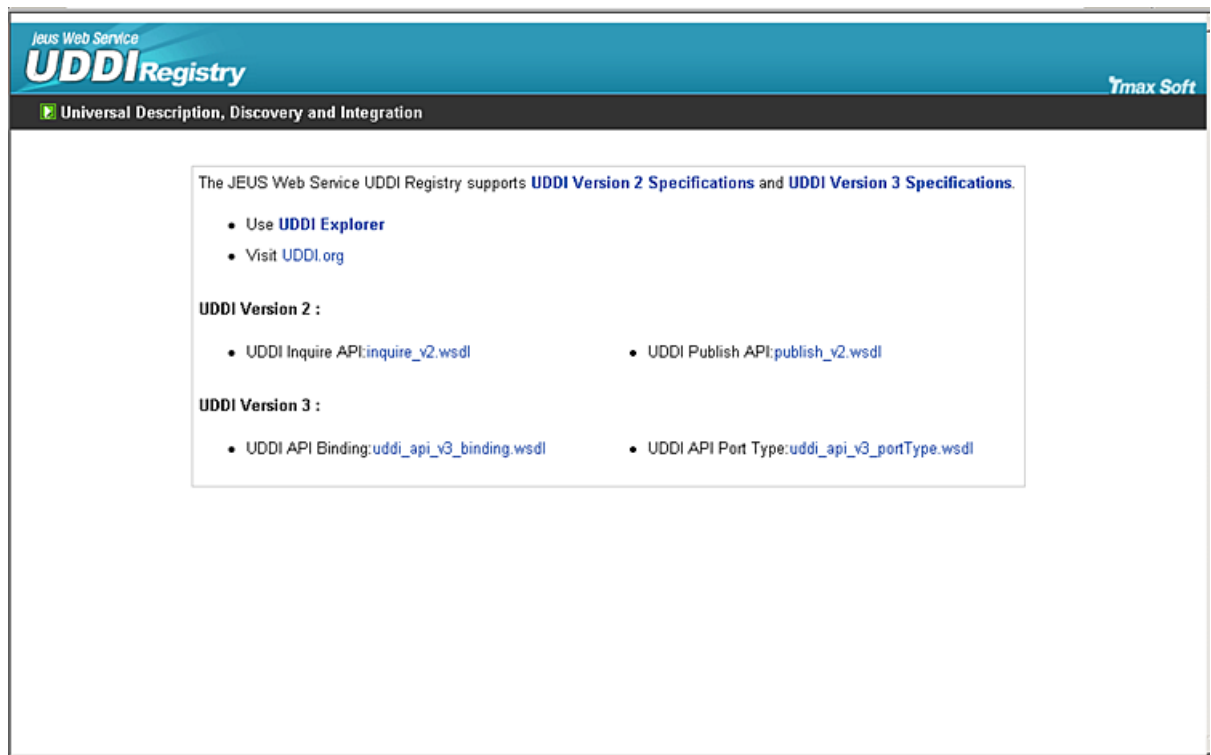 Jeus Web Service
UDDI Registry
Tmax Soft
Universal Description, Discovery and Integration
The JEUS Web Service UDDI Registry supports UDDI Version 2 Specifications and UDDI Version 3 Specifications.
• Use UDDI Explorer
• Visit UDDI.org
UDDI Version 2 :
• UDDI Inquire API:inquire_v2.wsdl • UDDI Publish API:publish_v2.wsdl
UDDI Version 3 :
• UDDI API Binding:uddi_api_v3_binding.wsdl • UDDI API Port Type:uddi_api_v3_portType.wsdl